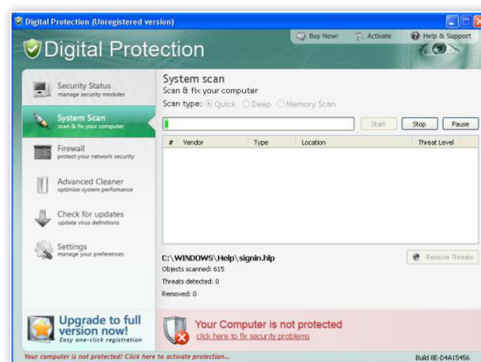 Digital Protection (Unregistered version)
Buy Now!
Activate
Help & Support
Digital Protection
Security Status
manage security modules
System Scan
scan & fix your computer
Firewall
protect your network security
Advanced Cleaner
optimize system perfomance
Check for updates
update virus definitions
Settings
manage your preferences
System scan
Scan & fix your computer
Scan type: Quick Deep Memory Scan
Start Stop Pause
# Vendor Type Location Threat Level
C:\WINDOWS\Help\signin.hlp
Objects scanned: 615
Threats detected: 0
Removed: 0
Remove Threats
Upgrade to full
version now!
Easy one-click registration
Your Computer is not protected
click here to fix security problems
Your computer is not protected! Click here to activate protection...
Build 0E-D4A15456